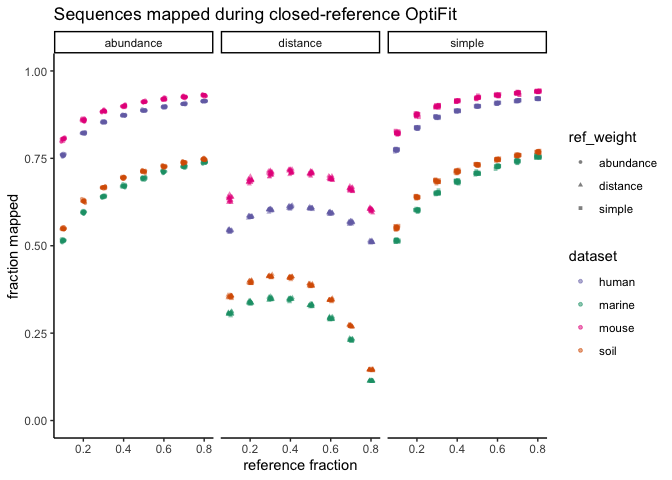 Sequences mapped during closed-reference OptiFit
abundance
distance
simple
1.00
0.75
0.50
0.25
0.00
fraction mapped
0.2 0.4 0.6 0.8
0.2 0.4 0.6 0.8
0.2 0.4 0.6 0.8
reference fraction
ref_weight
abundance
distance
simple
dataset
human
marine
mouse
soil